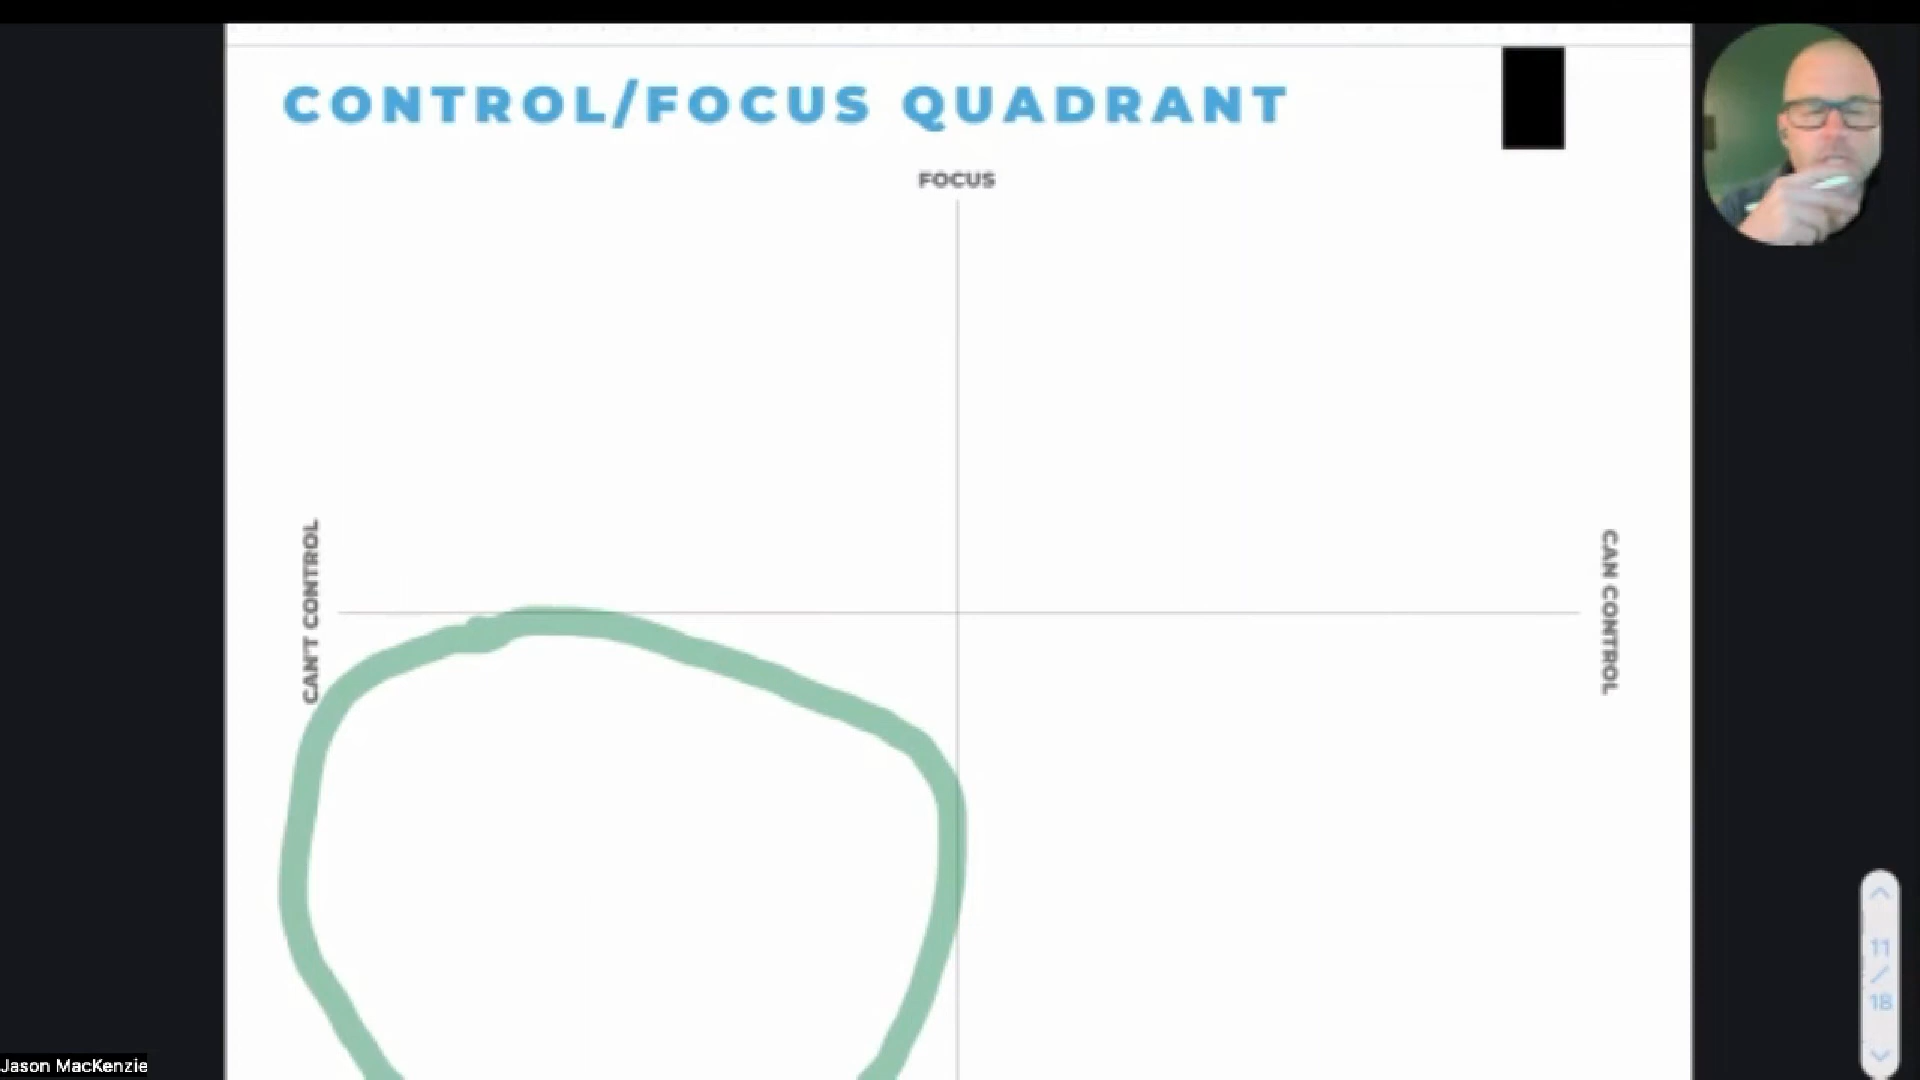 CONTROL/FOCUS QUADRANT
FOCUS
CAN'T CONTROL
CAN CONTROL
11
/
18
Jason MacKenzie